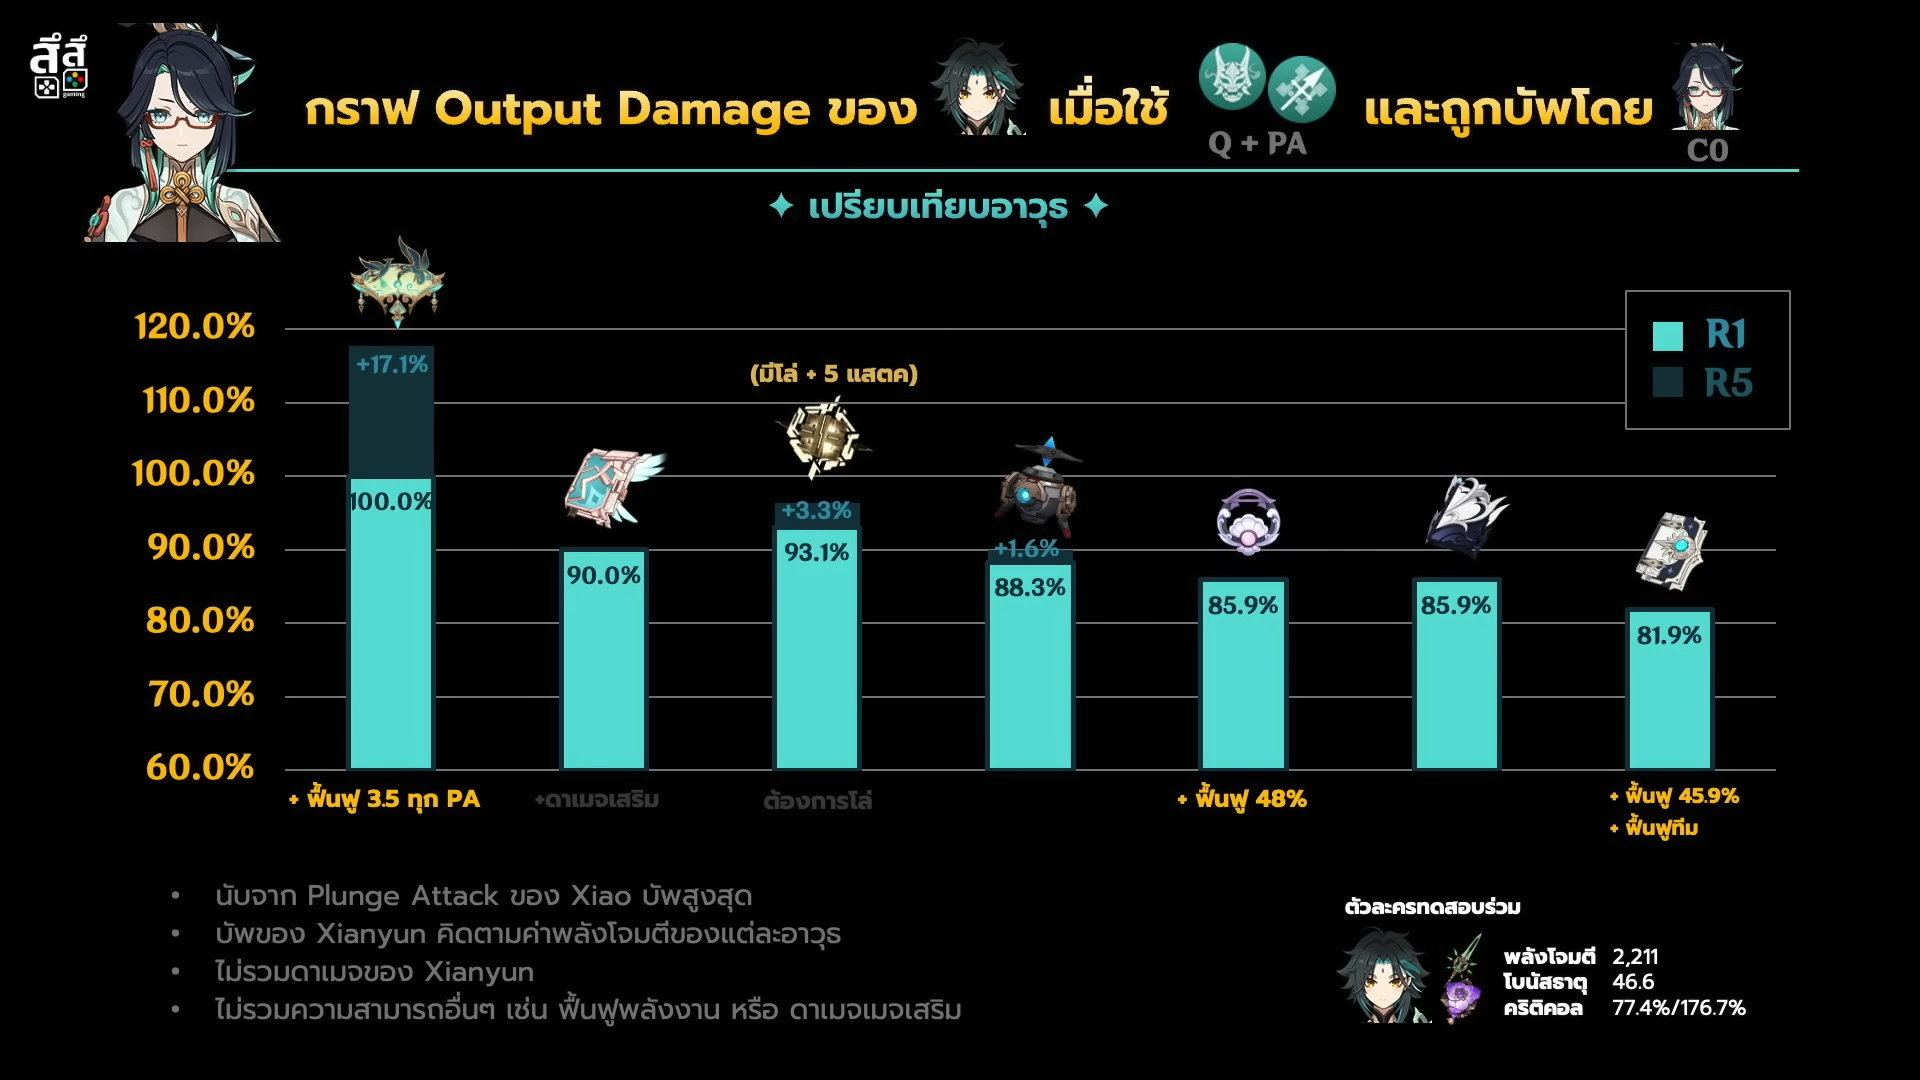 สึสึ
gaming
กราฟ Output Damage ของ เมื่อใช้ Q + PA และถูกบัพโดย C0
✦ เปรียบเทียบอาวุธ ✦
120.0%
110.0%
100.0%
90.0%
80.0%
70.0%
60.0%
R1
R5
+17.1%
100.0%
90.0%
(มีโล่ + 5 แสตค)
+3.3%
93.1%
+1.6%
88.3%
85.9%
85.9%
81.9%
+ ฟื้นฟู 3.5 ทุก PA
+ดาเมจเสริม
ต้องการโล่
+ ฟื้นฟู 48%
+ ฟื้นฟู 45.9%
+ ฟื้นฟูทีม
• นับจาก Plunge Attack ของ Xiao บัพสูงสุด
• บัพของ Xianyun คิดตามค่าพลังโจมตีของแต่ละอาวุธ
• ไม่รวมดาเมจของ Xianyun
• ไม่รวมความสามารถอื่นๆ เช่น ฟื้นฟูพลังงาน หรือ ดาเมจเมจเสริม
ตัวละครทดสอบร่วม
พลังโจมตี 2,211
โบนัสธาตุ 46.6
คริติคอล 77.4%/176.7%